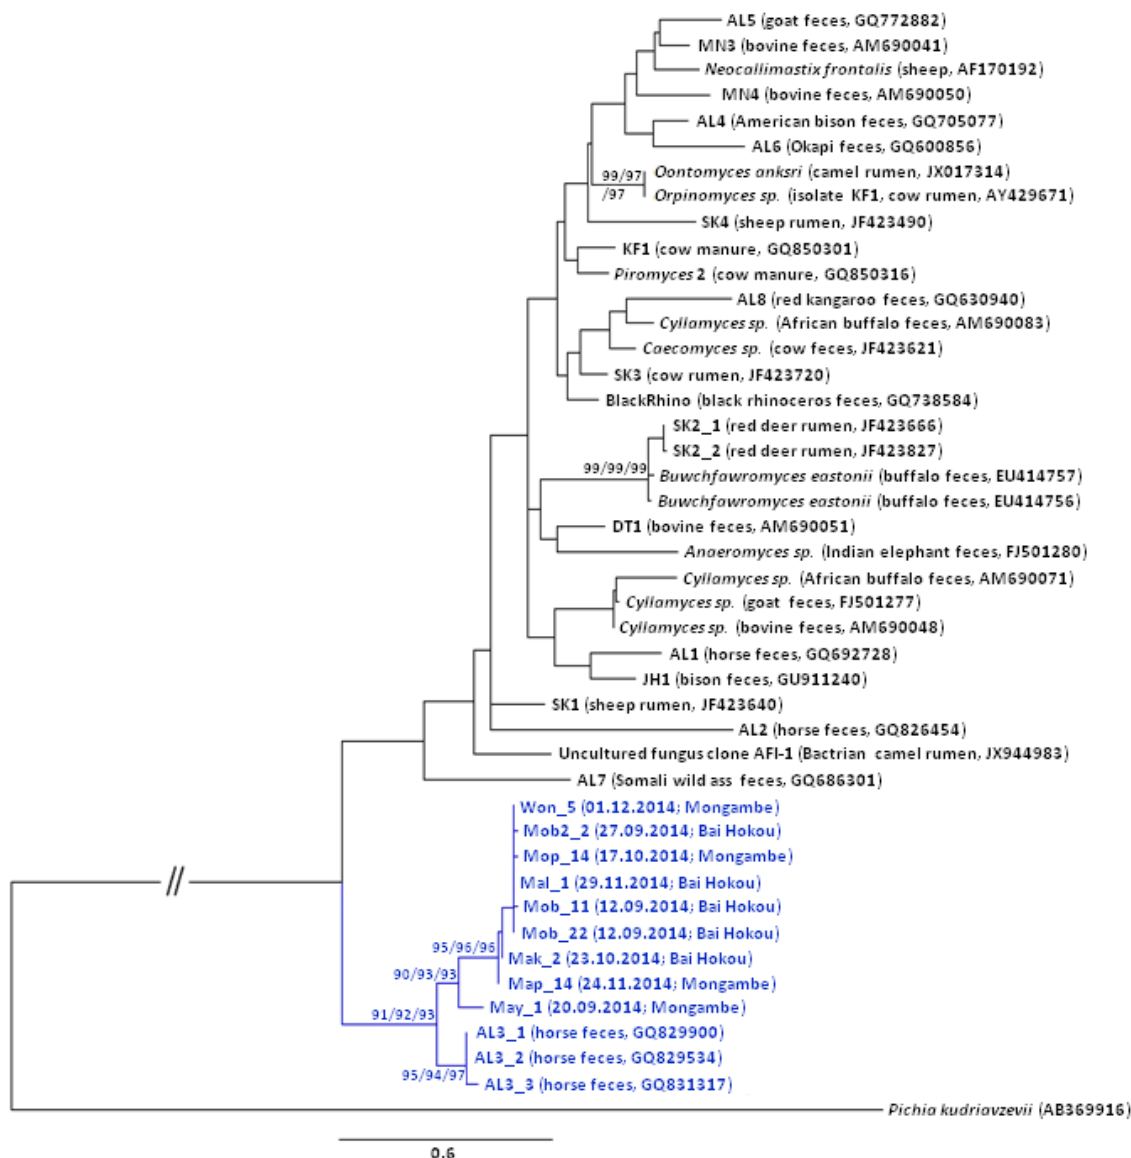 AL5 (goat feces, GQ772882)
MN3 (bovine feces, AM690041)
Neocallimastix frontalis (sheep, AF170192)
MN4 (bovine feces, AM690050)
AL4 (American bison feces, GQ705077)
AL6 (Okapi feces, GQ600856)
99/97
/97
Oontomyces anksri (camel rumen, JX017314)
Orpinomyces sp. (isolate KF1, cow rumen, AY429671)
SK4 (sheep rumen, JF423490)
KF1 (cow manure, GQ850301)
Piromyces 2 (cow manure, GQ850316)
AL8 (red kangaroo feces, GQ630940)
Cyllamyces sp. (African buffalo feces, AM690083)
Caecomyces sp. (cow feces, JF423621)
SK3 (cow rumen, JF423720)
BlackRhino (black rhinoceros feces, GQ738584)
SK2_1 (red deer rumen, JF423666)
SK2_2 (red deer rumen, JF423827)
99/99/99
Buwchfawromyces eastonii (buffalo feces, EU414757)
Buwchfawromyces eastonii (buffalo feces, EU414756)
DT1 (bovine feces, AM690051)
Anaeromyces sp. (Indian elephant feces, FJ501280)
Cyllamyces sp. (African buffalo feces, AM690071)
Cyllamyces sp. (goat feces, FJ501277)
Cyllamyces sp. (bovine feces, AM690048)
AL1 (horse feces, GQ692728)
JH1 (bison feces, GU911240)
SK1 (sheep rumen, JF423640)
AL2 (horse feces, GQ826454)
Uncultured fungus clone AFI-1 (Bactrian camel rumen, JX944983)
AL7 (Somali wild ass feces, GQ686301)
Won_5 (01.12.2014; Mongambe)
Mob2_2 (27.09.2014; Bai Hokou)
Mop_14 (17.10.2014; Mongambe)
Mal_1 (29.11.2014; Bai Hokou)
Mob_11 (12.09.2014; Bai Hokou)
Mob_22 (12.09.2014; Bai Hokou)
95/96/96
Mak_2 (23.10.2014; Bai Hokou)
90/93/93
Map_14 (24.11.2014; Mongambe)
May_1 (20.09.2014; Mongambe)
91/92/93
AL3_1 (horse feces, GQ829900)
AL3_2 (horse feces, GQ829534)
95/94/97
AL3_3 (horse feces, GQ831317)
Pichia kudriavzevii (AB369916)
0.6